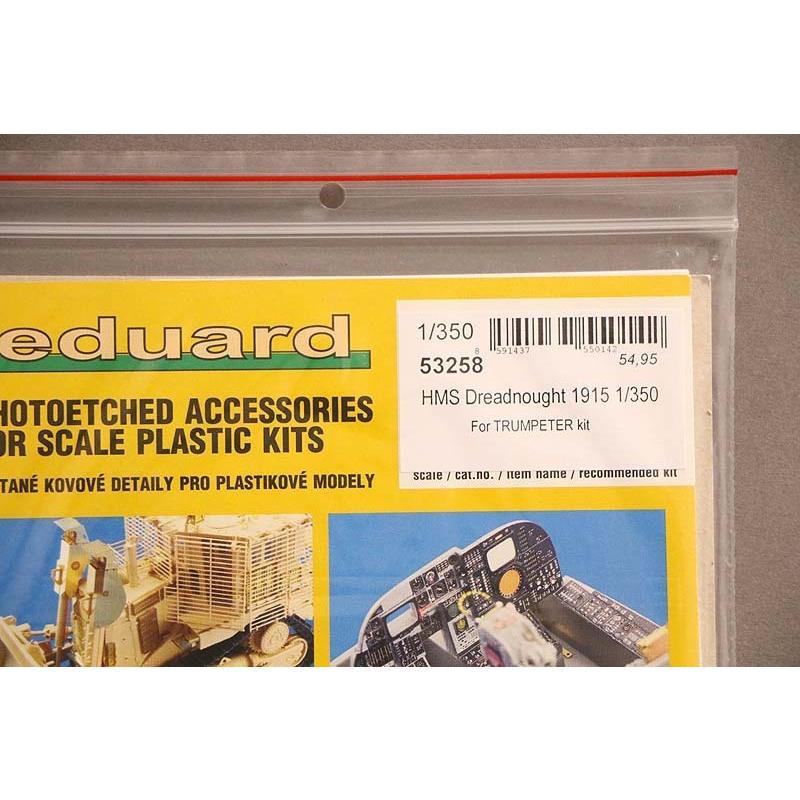 eduard
HOTOETCHED ACCESSORIES
OR SCALE PLASTIC KITS
TANÉ KOVOVÉ DETAILY PRO PLASTIKOVÉ MODELY
1/350
53258
8 591437 550142
54,95
HMS Dreadnought 1915 1/350
For TRUMPETER kit
scale / cat.no. / item name / recommended kit